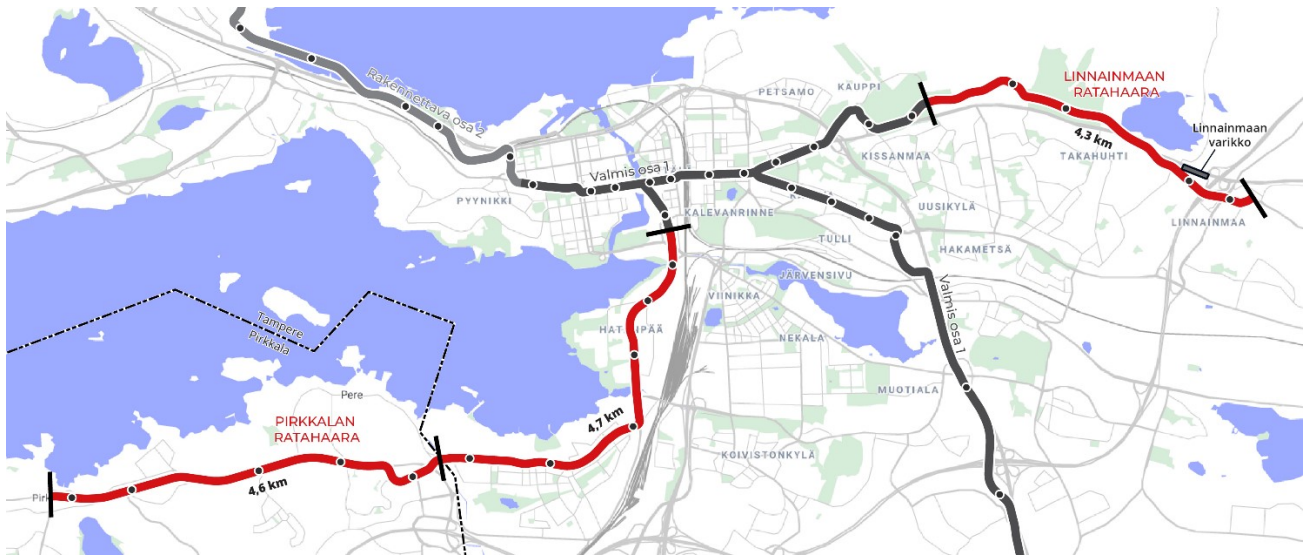 Rakennettava osa 2
PETSAMO
KAUPPI
LINNAINMAAN
RATAHAARA
Linnainmaan
varikko
4,3 km
TAKAHUHTI
KISSANMAA
Valmis osa 1
PYYNIKKI
KALEVANRINNE
UUSIKYLÄ
LINNAINMAA
TULLI
HAKAMETSÄ
JÄRVENSIVU
VIINIKKA
Valmis osa 1
Tampere
Pirkkala
NEKALA
MUOTIALA
Pere
PIRKKALAN
RATAHAARA
4,7 km
KOIVISTONKYLÄ
4,6 km